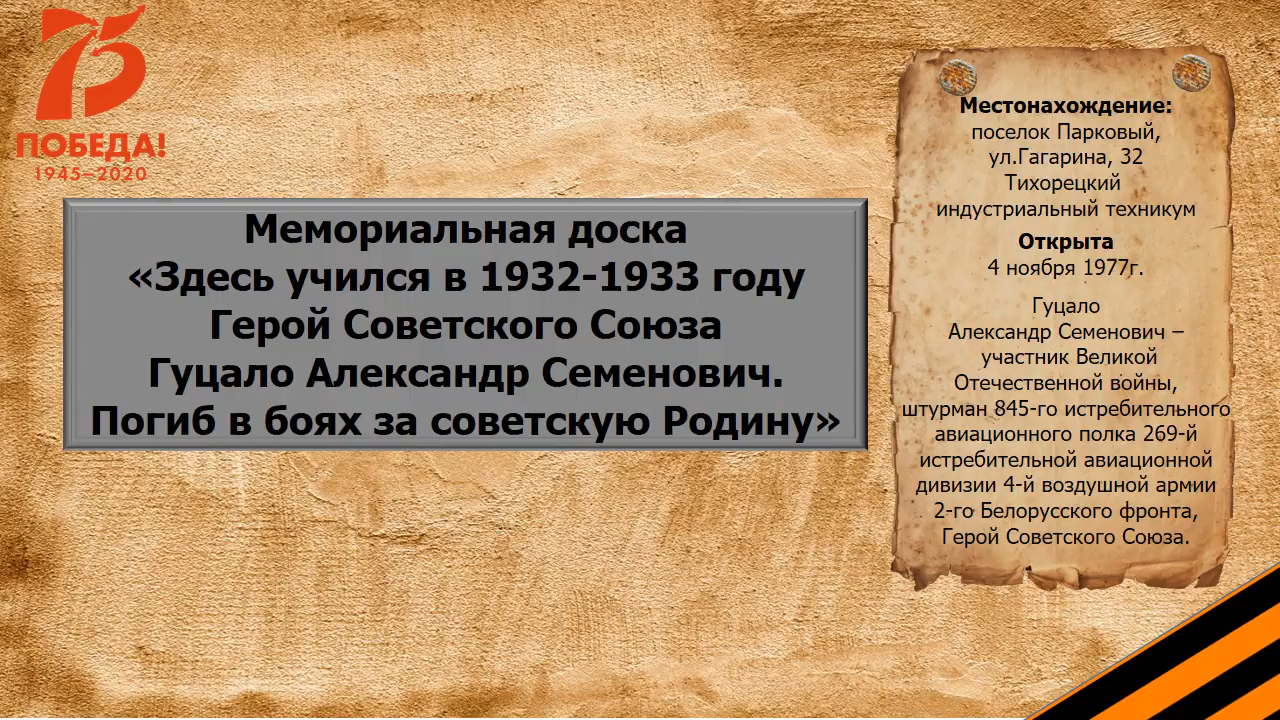 75
ПОБЕДА!
1945–2020
Мемориальная доска
«Здесь учился в 1932-1933 году
Герой Советского Союза
Гуцало Александр Семенович.
Погиб в боях за советскую Родину»
Местонахождение:
поселок Парковый,
ул.Гагарина, 32
Тихорецкий
индустриальный техникум
Открыта
4 ноября 1977г.
Гуцало
Александр Семенович –
участник Великой
Отечественной войны,
штурман 845-го истребительного
авиационного полка 269-й
истребительной авиационной
дивизии 4-й воздушной армии
2-го Белорусского фронта,
Герой Советского Союза.